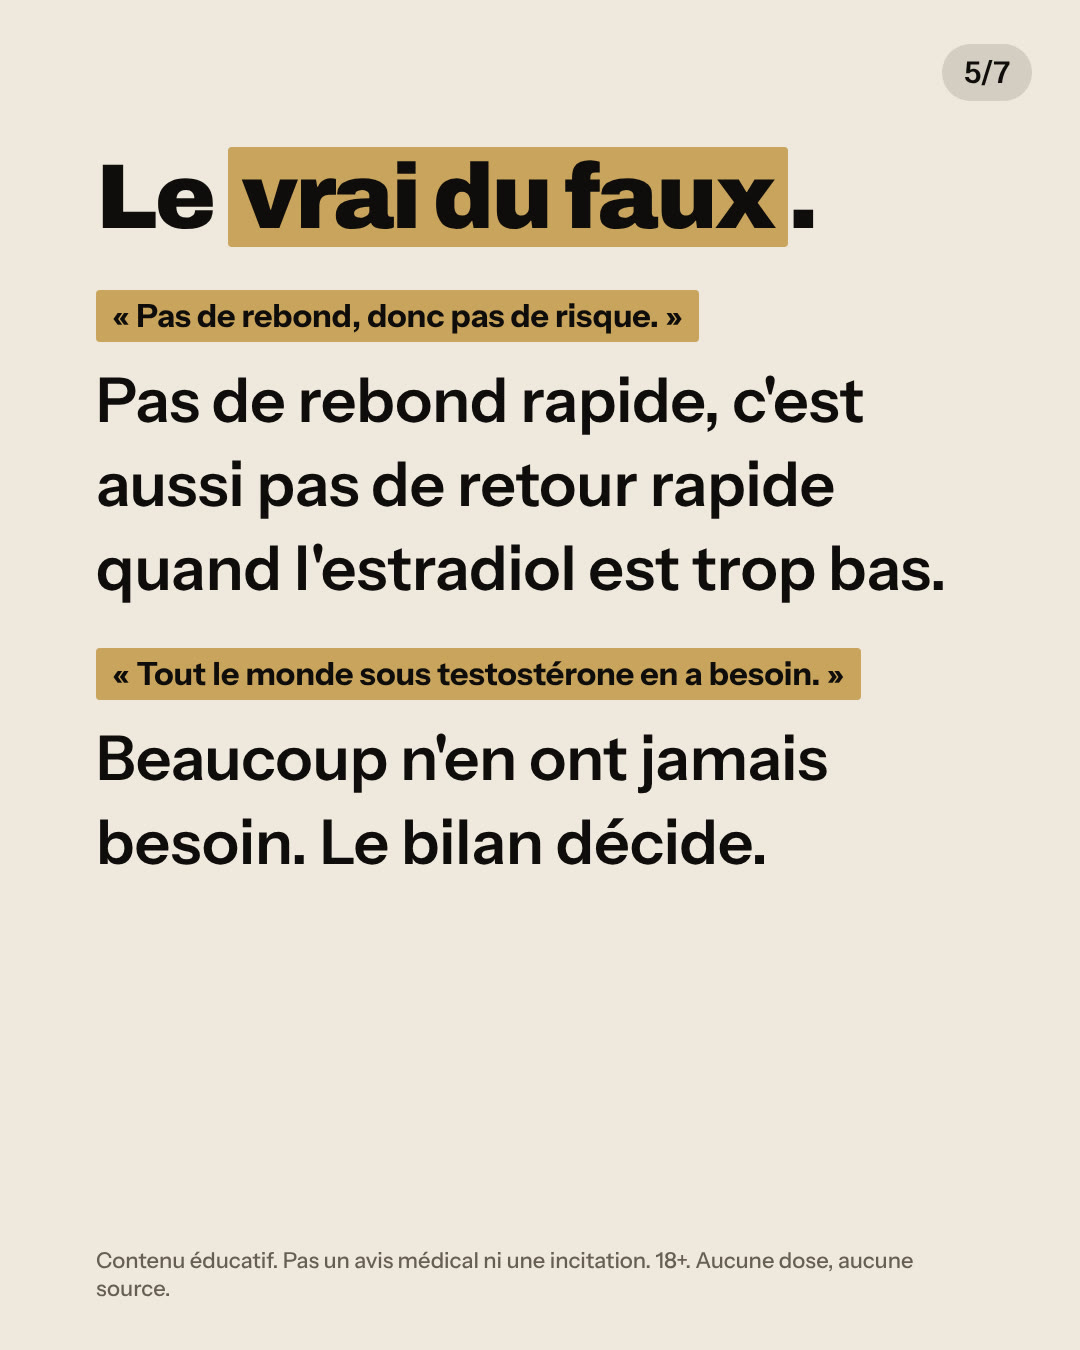 5/7
Le vrai du faux.
« Pas de rebond, donc pas de risque. »
Pas de rebond rapide, c'est
aussi pas de retour rapide
quand l'estradiol est trop bas.
« Tout le monde sous testostérone en a besoin. »
Beaucoup n'en ont jamais
besoin. Le bilan décide.
Contenu éducatif. Pas un avis médical ni une incitation. 18+. Aucune dose, aucune
source.